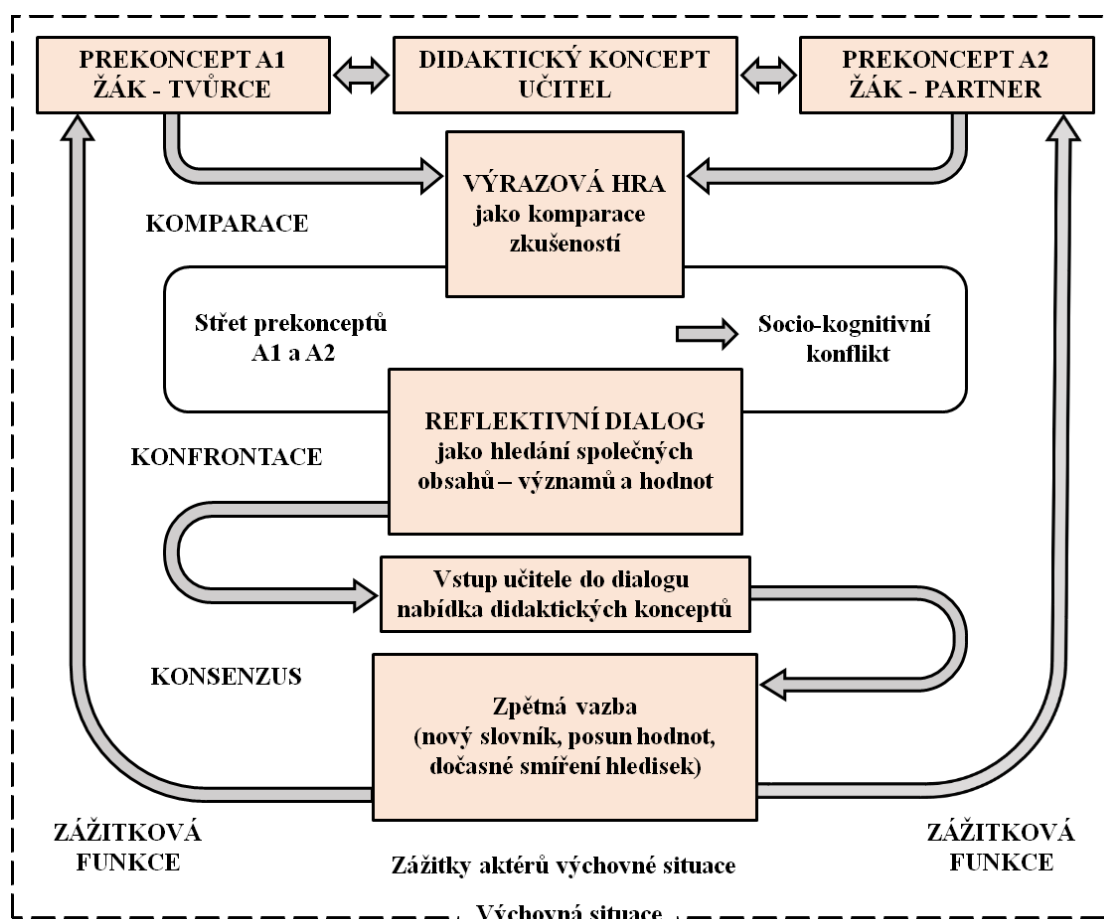 PREKONCEPT A1
ŽÁK - TVŮRCE
DIDAKTICKÝ KONCEPT
UČITEL
PREKONCEPT A2
ŽÁK - PARTNER
VÝRAZOVÁ HRA
jako komparace
zkušeností
KOMPARACE
Střet prekonceptů
A1 a A2
Socio-kognitivní
konflikt
REFLEKTIVNÍ DIALOG
jako hledání společných
obsahů – významů a hodnot
KONFRONTACE
Vstup učitele do dialogu
nabídka didaktických konceptů
KONSENZUS
Zpětná vazba
(nový slovník, posun hodnot,
dočasné smíření hledisek)
ZÁŽITKOVÁ
FUNKCE
ZÁŽITKOVÁ
FUNKCE
Zážitky aktérů výchovné situace
Výchovná situace